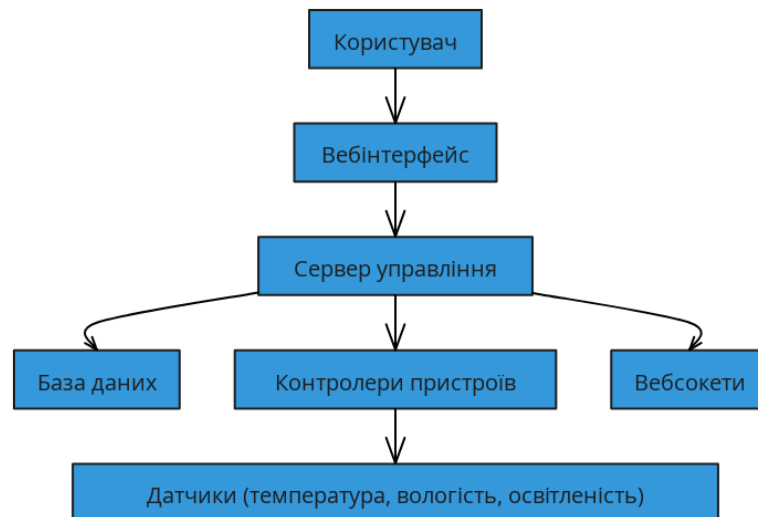 Користувач
Вебінтерфейс
Сервер управління
База даних
Контролери пристроїв
Вебсокети
Датчики (температура, вологість, освітленість)